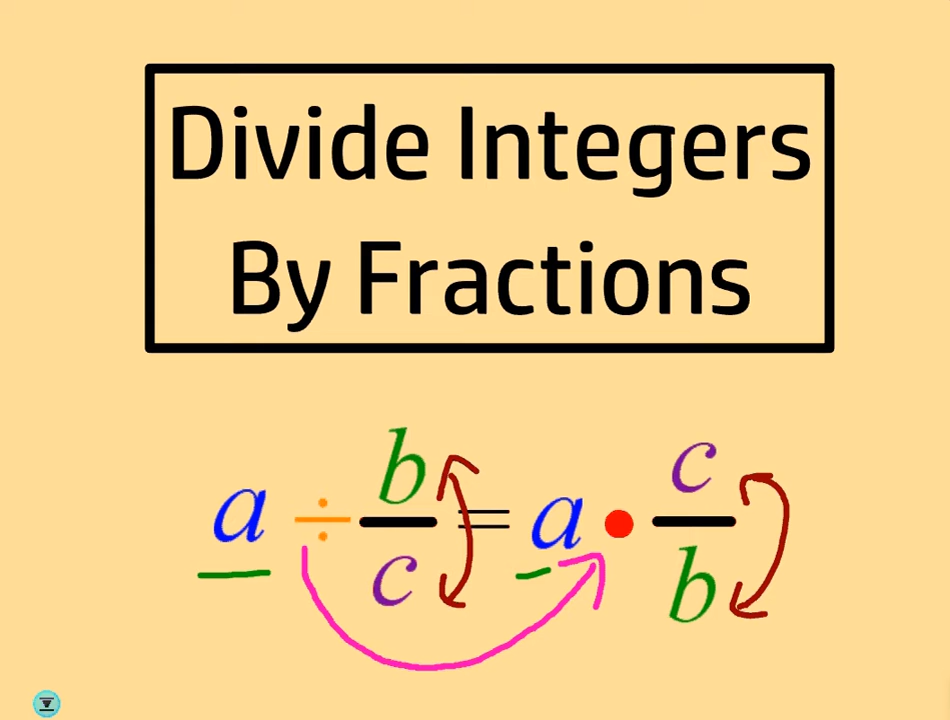 Divide Integers
By Fractions
a ÷ b/c = a • c/b